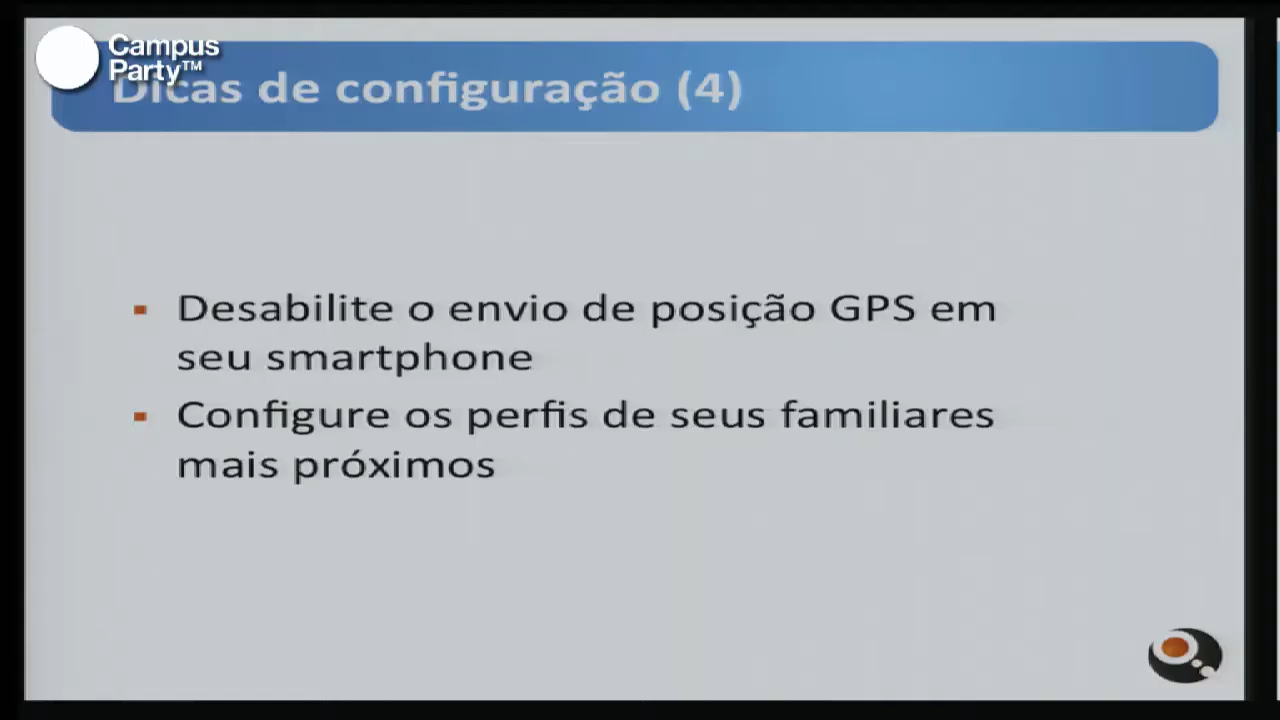 Campus
Party™
Dicas de configuração (4)
▪ Desabilite o envio de posição GPS em
seu smartphone
▪ Configure os perfis de seus familiares
mais próximos